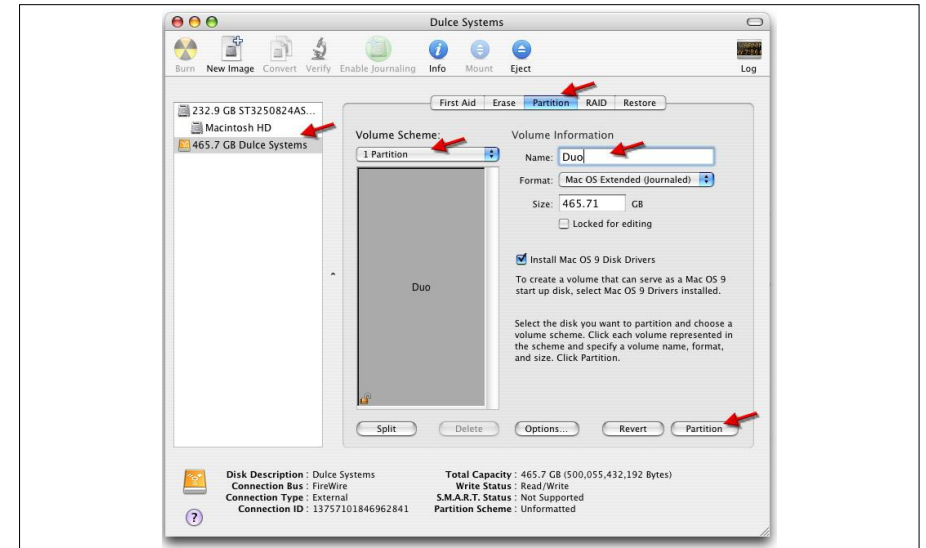 Dulce Systems
Burn New Image Convert Verify Enable Journaling Info Mount Eject Log
First Aid Erase Partition RAID Restore
232.9 GB ST3250824AS...
Macintosh HD
465.7 GB Dulce Systems
Volume Scheme:
1 Partition
Duo
Volume Information
Name: Duo
Format: Mac OS Extended (Journaled)
Size: 465.71 GB
Locked for editing
Install Mac OS 9 Disk Drivers
To create a volume that can serve as a Mac OS 9
start up disk, select Mac OS 9 Drivers installed.
Select the disk you want to partition and choose a
volume scheme. Click each volume represented in
the scheme and specify a volume name, format,
and size. Click Partition.
Split Delete Options... Revert Partition
Disk Description : Dulce Systems
Connection Bus : FireWire
Connection Type : External
Connection ID : 13757101846962841
Total Capacity : 465.7 GB (500,055,432,192 Bytes)
Write Status : Read/Write
S.M.A.R.T. Status : Not Supported
Partition Scheme : Unformatted
?